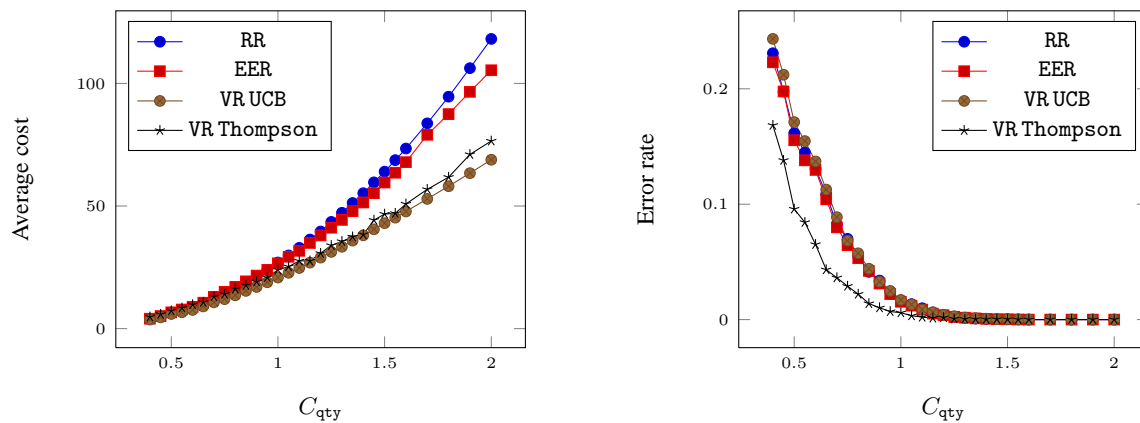 RR
EER
VR UCB
VR Thompson
100
50
0
0.5
1
1.5
2
Average cost
C_qty
RR
EER
VR UCB
VR Thompson
0.2
0.1
0
0.5
1
1.5
2
Error rate
C_qty